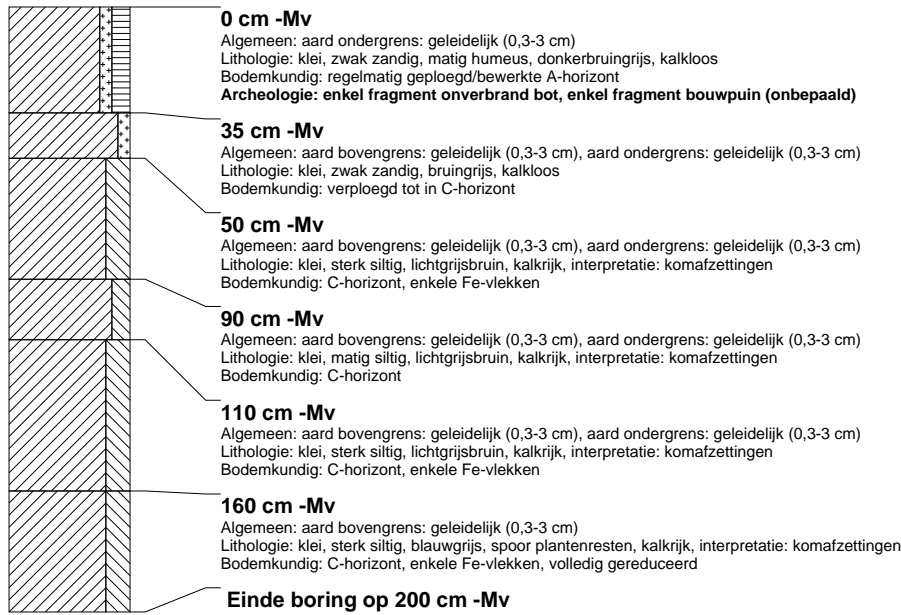 0 cm -Mv
Algemeen: aard ondergrens: geleidelijk (0,3-3 cm)
Lithologie: klei, zwak zandig, matig humeus, donkerbruingrijs, kalkloos
Bodemkundig: regelmatig geploegd/bewerkte A-horizont
Archeologie: enkel fragment onverbrand bot, enkel fragment bouwpuin (onbepaald)
35 cm -Mv
Algemeen: aard bovengrens: geleidelijk (0,3-3 cm), aard ondergrens: geleidelijk (0,3-3 cm)
Lithologie: klei, zwak zandig, bruingrijs, kalkloos
Bodemkundig: verploegd tot in C-horizont
50 cm -Mv
Algemeen: aard bovengrens: geleidelijk (0,3-3 cm), aard ondergrens: geleidelijk (0,3-3 cm)
Lithologie: klei, sterk siltig, lichtgrijsbruin, kalkrijk, interpretatie: komafzettingen
Bodemkundig: C-horizont, enkele Fe-vlekken
90 cm -Mv
Algemeen: aard bovengrens: geleidelijk (0,3-3 cm), aard ondergrens: geleidelijk (0,3-3 cm)
Lithologie: klei, matig siltig, lichtgrijsbruin, kalkrijk, interpretatie: komafzettingen
Bodemkundig: C-horizont
110 cm -Mv
Algemeen: aard bovengrens: geleidelijk (0,3-3 cm), aard ondergrens: geleidelijk (0,3-3 cm)
Lithologie: klei, sterk siltig, lichtgrijsbruin, kalkrijk, interpretatie: komafzettingen
Bodemkundig: C-horizont, enkele Fe-vlekken
160 cm -Mv
Algemeen: aard bovengrens: geleidelijk (0,3-3 cm)
Lithologie: klei, sterk siltig, blauwgrijs, spoor plantenresten, kalkrijk, interpretatie: komafzettingen
Bodemkundig: C-horizont, enkele Fe-vlekken, volledig gereduceerd
Einde boring op 200 cm -Mv